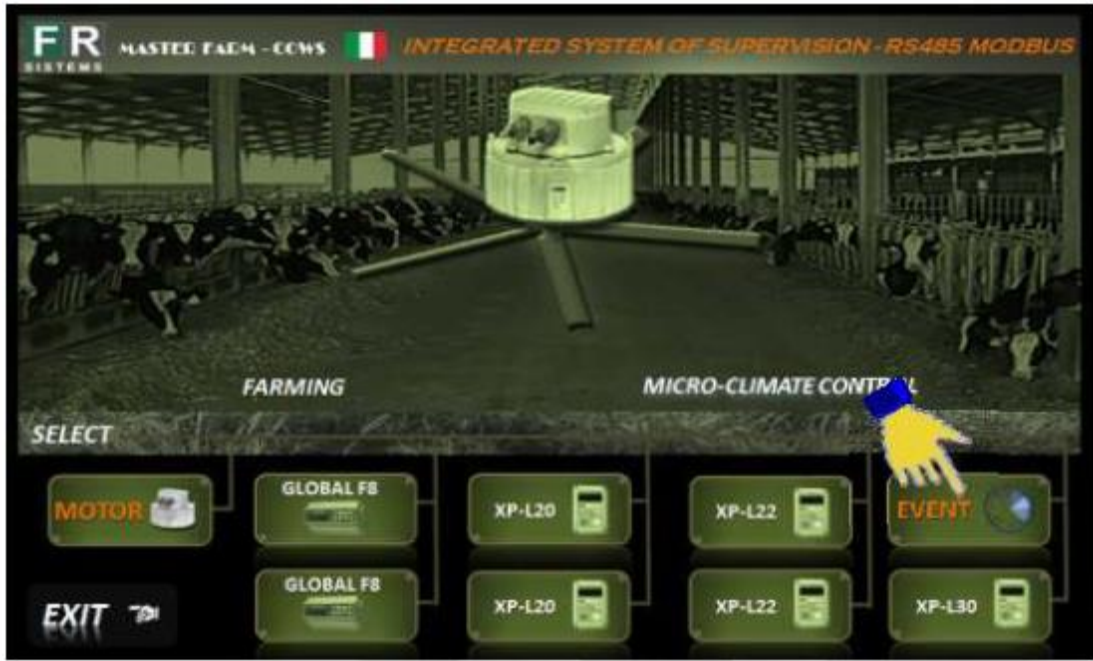 FR
SISTEMS
MASTER FARM - COWS
INTEGRATED SYSTEM OF SUPERVISION - RS485 MODBUS
FARMING
MICRO-CLIMATE CONTROL
SELECT
MOTOR
GLOBAL F8
XP-L20
XP-L22
EVENT
EXIT
GLOBAL F8
XP-L20
XP-L22
XP-L30